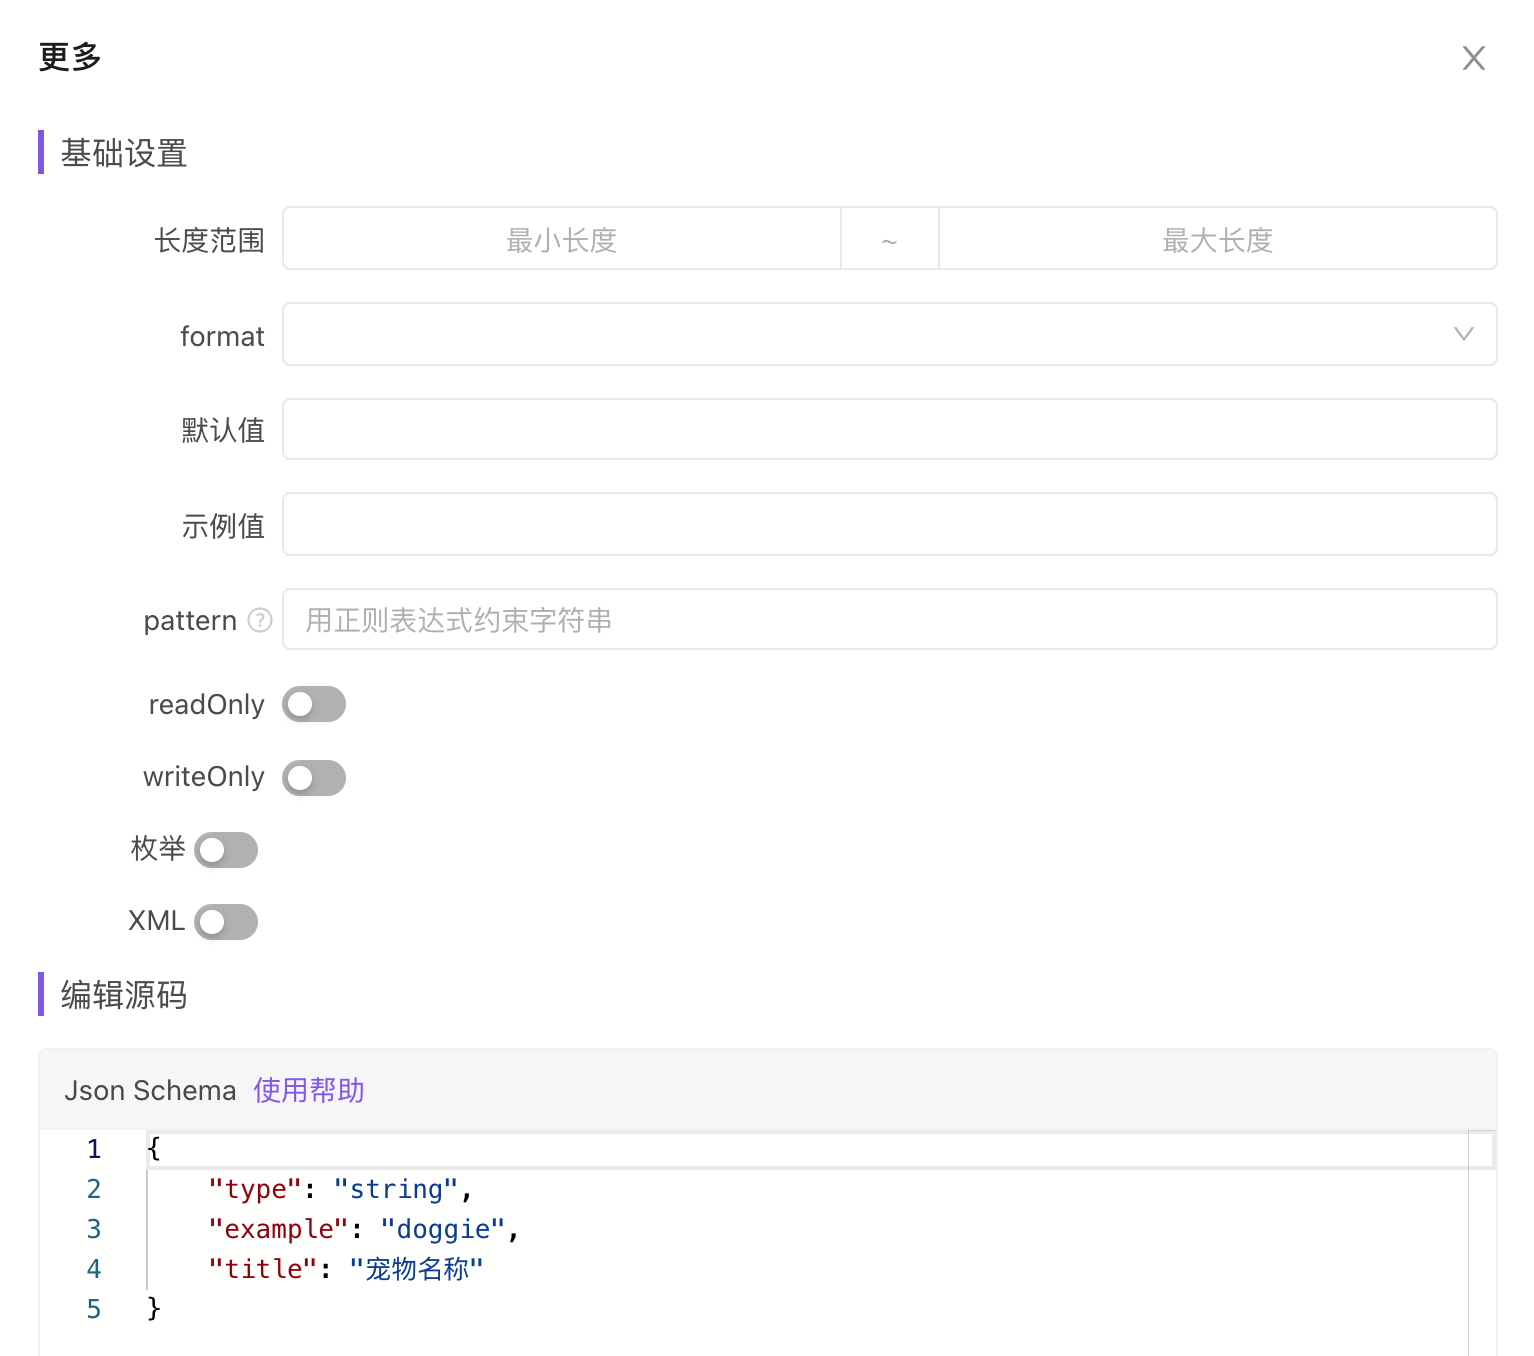 更多
基础设置
长度范围 最小长度 ~ 最大长度
format
默认值
示例值
pattern ? 用正则表达式约束字符串
readOnly
writeOnly
枚举
XML
编辑源码
Json Schema 使用帮助
1 {
2 "type": "string",
3 "example": "doggie",
4 "title": "宠物名称"
5 }